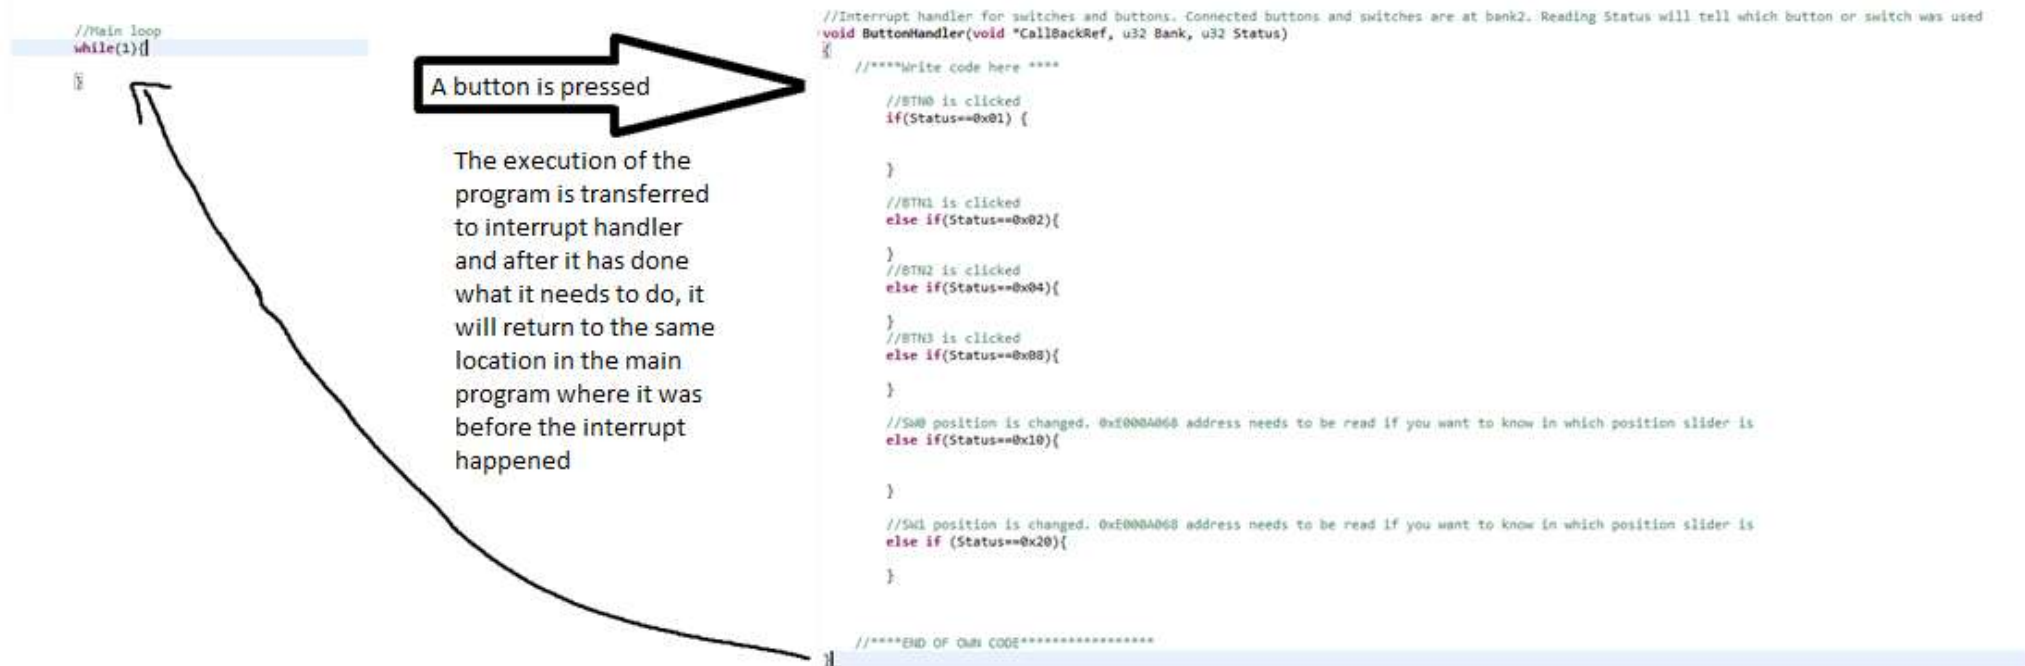 //Main loop
while(1){
}
A button is pressed
The execution of the
program is transferred
to interrupt handler
and after it has done
what it needs to do, it
will return to the same
location in the main
program where it was
before the interrupt
happened
//Interrupt handler for switches and buttons. Connected buttons and switches are at bank2. Reading Status will tell which button or switch was used
void ButtonHandler(void *CallBackRef, u32 Bank, u32 Status)
{
//****Write code here ****
//BTN0 is clicked
if(Status==0x01) {
}
//BTN1 is clicked
else if(Status==0x02){
}
//BTN2 is clicked
else if(Status==0x04){
}
//BTN3 is clicked
else if(Status==0x08){
}
//SW0 position is changed. 0xE000A068 address needs to be read if you want to know in which position slider is
else if(Status==0x10){
}
//SW1 position is changed. 0xE000A068 address needs to be read if you want to know in which position slider is
else if (Status==0x20){
}
//****END OF OWN CODE*****************
}